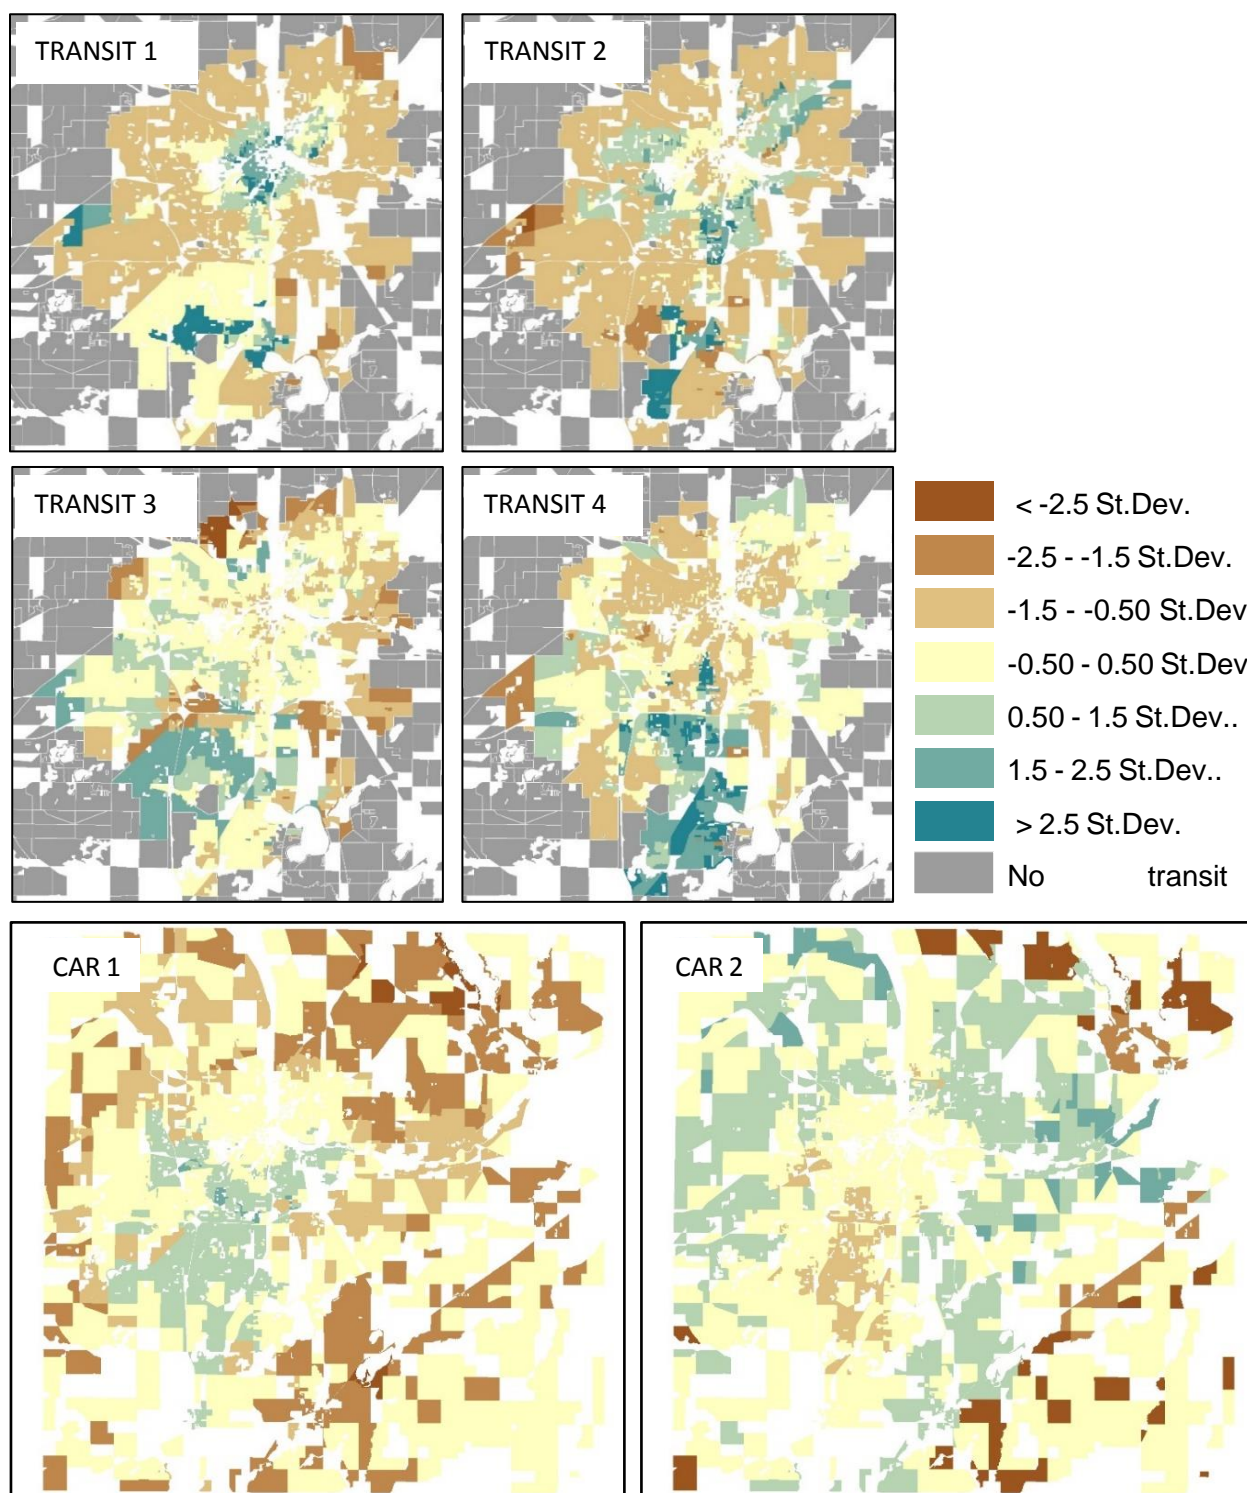 TRANSIT 1
TRANSIT 2
TRANSIT 3
TRANSIT 4
< -2.5 St.Dev.
-2.5 - -1.5 St.Dev.
-1.5 - -0.50 St.Dev
-0.50 - 0.50 St.Dev
0.50 - 1.5 St.Dev..
1.5 - 2.5 St.Dev..
> 2.5 St.Dev.
No transit
CAR 1
CAR 2